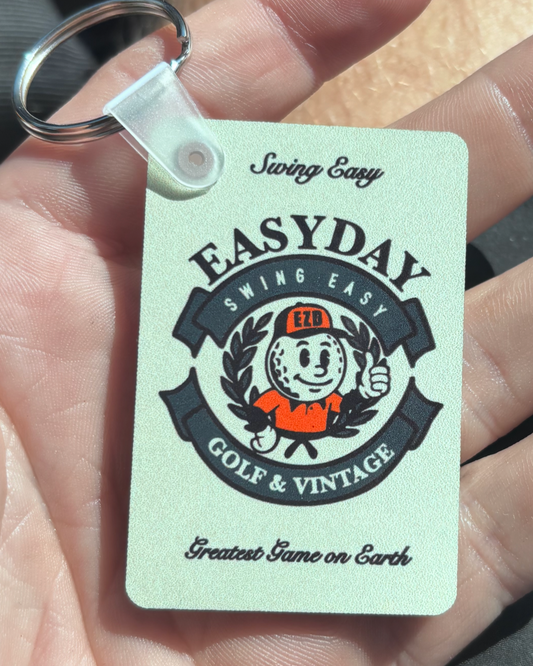 Swing Easy
EASYDAY
SWING EASY
EZD
GOLF & VINTAGE
Greatest Game on Earth